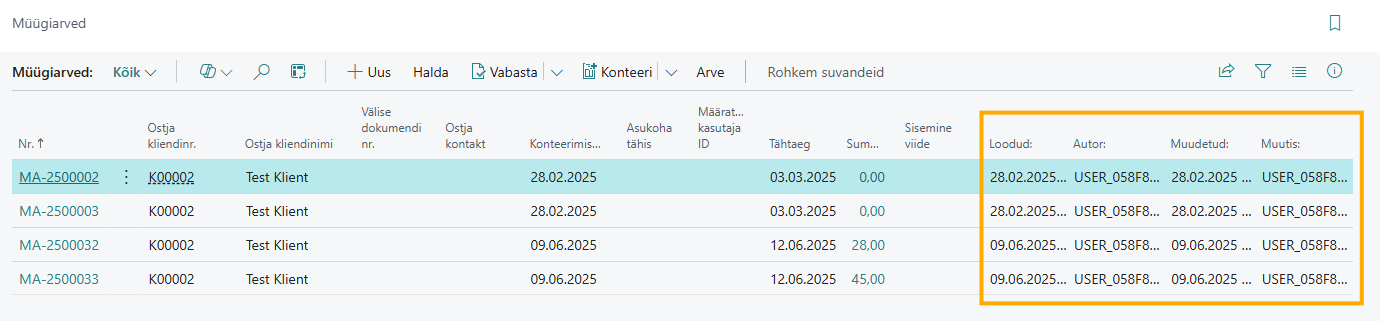 Müügiarved
Müügiarved: Kõik Uus Halda Vabasta Konteeri Arve Rohkem suvandeid
Nr. ↑ Ostja kliendinr. Ostja kliendinimi Välise dokumendi nr. Ostja kontakt Konteerimis... Asukoha tähis Määrat... kasutaja ID Tähtaeg Sum... Sisemine viide Loodud: Autor: Muudetud: Muutis:
MA-2500002 K00002 Test Klient 28.02.2025 03.03.2025 0,00 28.02.2025... USER_058F8... 28.02.2025 ... USER_058F8...
MA-2500003 K00002 Test Klient 28.02.2025 03.03.2025 0,00 28.02.2025... USER_058F8... 28.02.2025 ... USER_058F8...
MA-2500032 K00002 Test Klient 09.06.2025 12.06.2025 28,00 09.06.2025... USER_058F8... 09.06.2025 ... USER_058F8...
MA-2500033 K00002 Test Klient 09.06.2025 12.06.2025 45,00 09.06.2025... USER_058F8... 09.06.2025 ... USER_058F8...